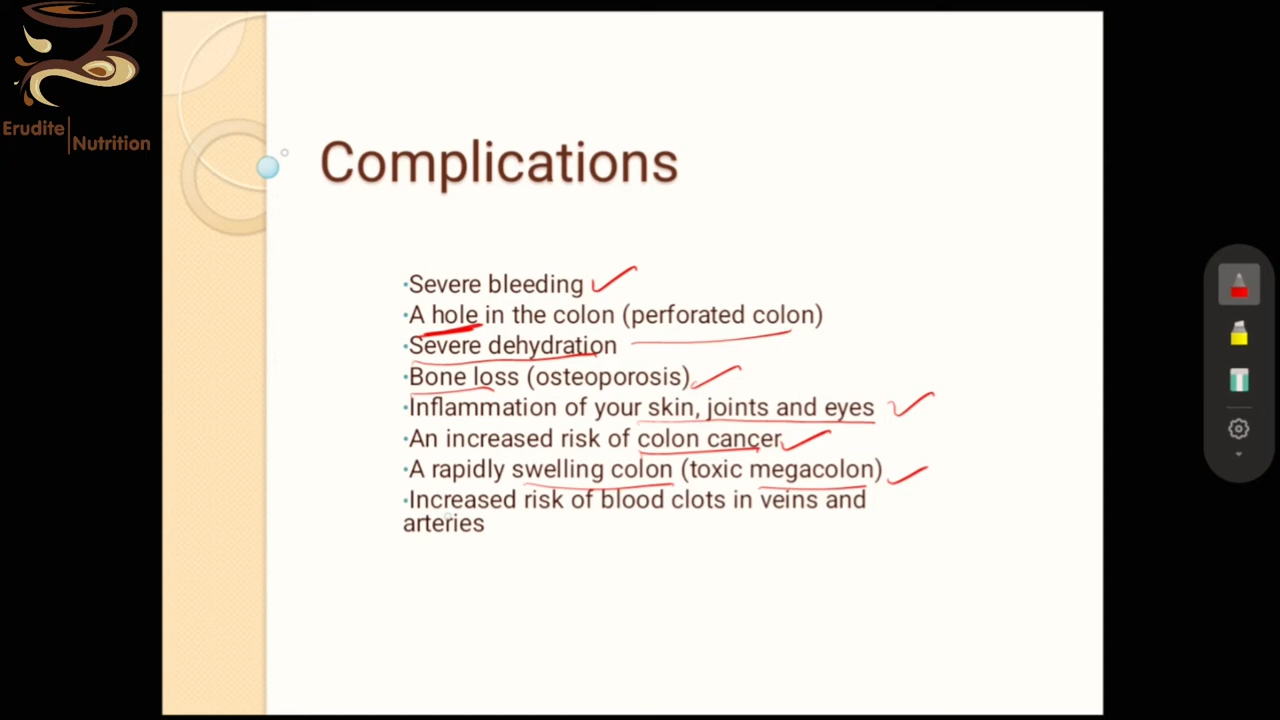 Erudite
Nutrition
Complications
•Severe bleeding
•A hole in the colon (perforated colon)
•Severe dehydration
•Bone loss (osteoporosis)
•Inflammation of your skin, joints and eyes
•An increased risk of colon cancer
•A rapidly swelling colon (toxic megacolon)
•Increased risk of blood clots in veins and
arteries